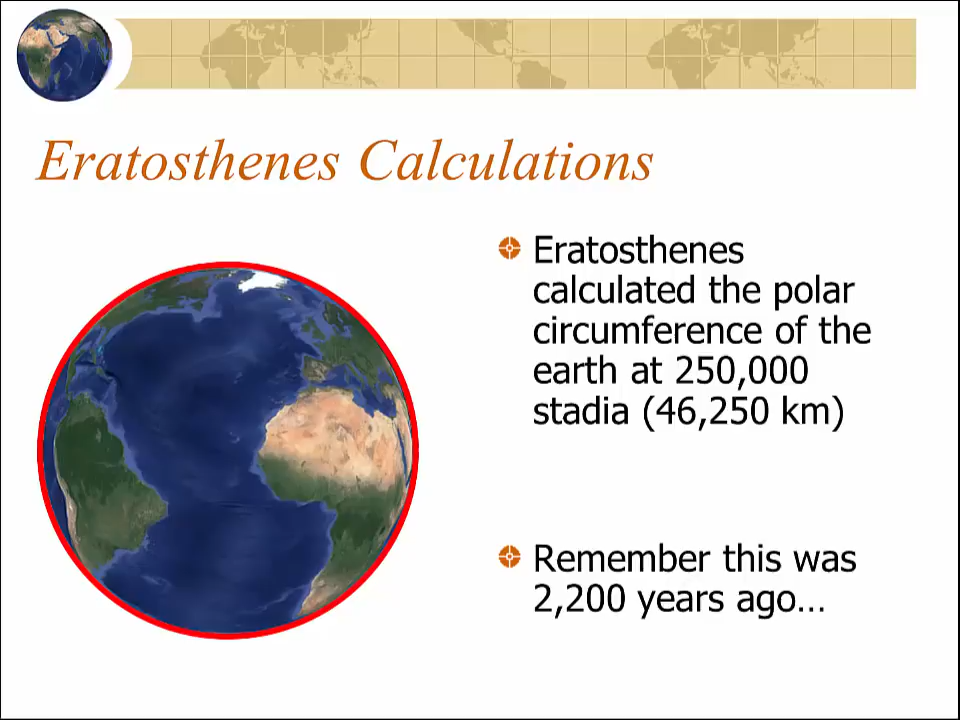 Eratosthenes Calculations
Eratosthenes
calculated the polar
circumference of the
earth at 250,000
stadia (46,250 km)
Remember this was
2,200 years ago…